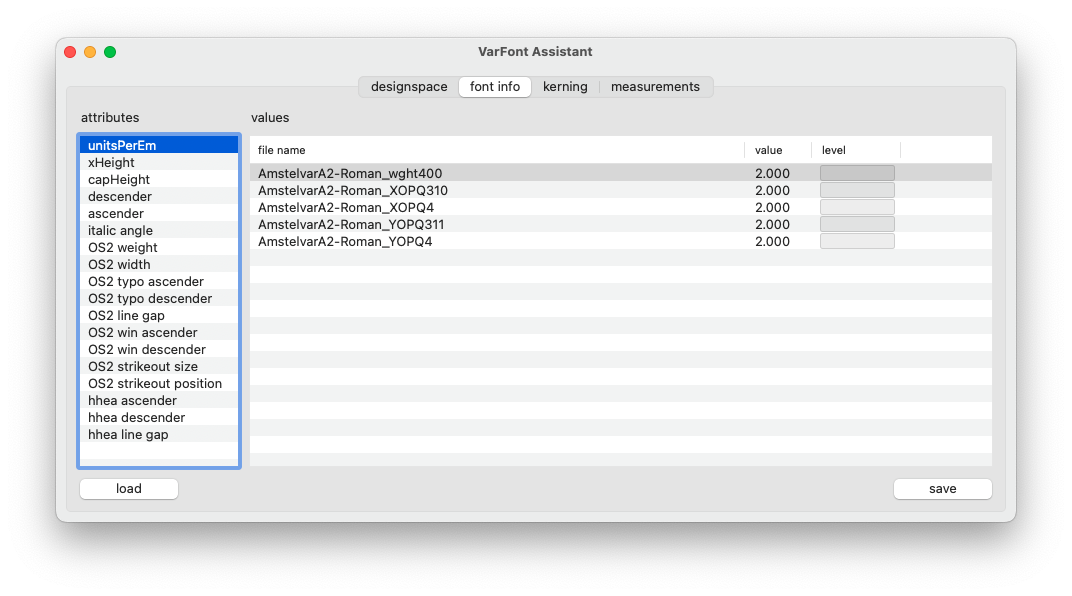 VarFont Assistant
designspace font info kerning measurements
attributes values
unitsPerEm
xHeight
capHeight
descender
ascender
italic angle
OS2 weight
OS2 width
OS2 typo ascender
OS2 typo descender
OS2 line gap
OS2 win ascender
OS2 win descender
OS2 strikeout size
OS2 strikeout position
hhea ascender
hhea descender
hhea line gap
file name value level
AmstelvarA2-Roman_wght400 2.000
AmstelvarA2-Roman_XOPQ310 2.000
AmstelvarA2-Roman_XOPQ4 2.000
AmstelvarA2-Roman_YOPQ311 2.000
AmstelvarA2-Roman_YOPQ4 2.000
load save